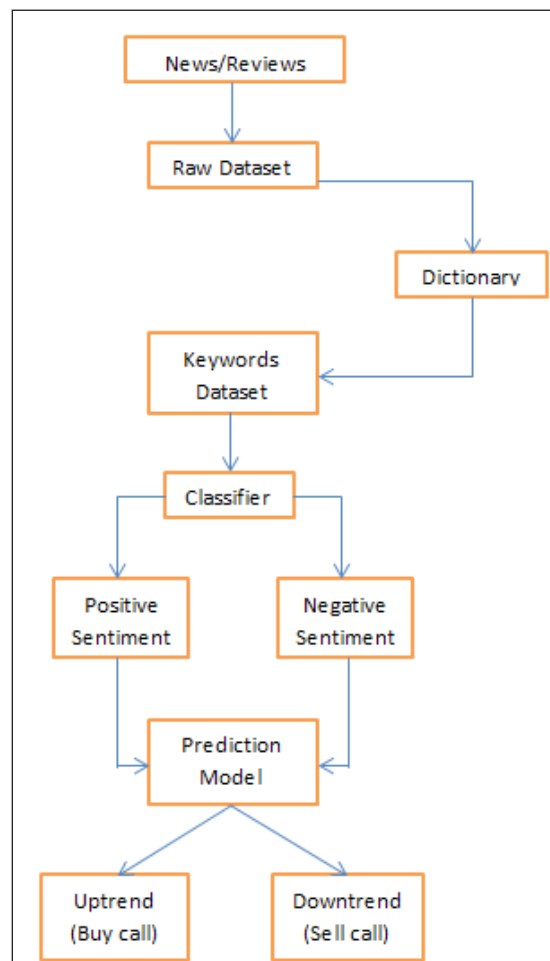 News/Reviews
Raw Dataset
Dictionary
Keywords
Dataset
Classifier
Positive
Sentiment
Negative
Sentiment
Prediction
Model
Uptrend
(Buy call)
Downtrend
(Sell call)